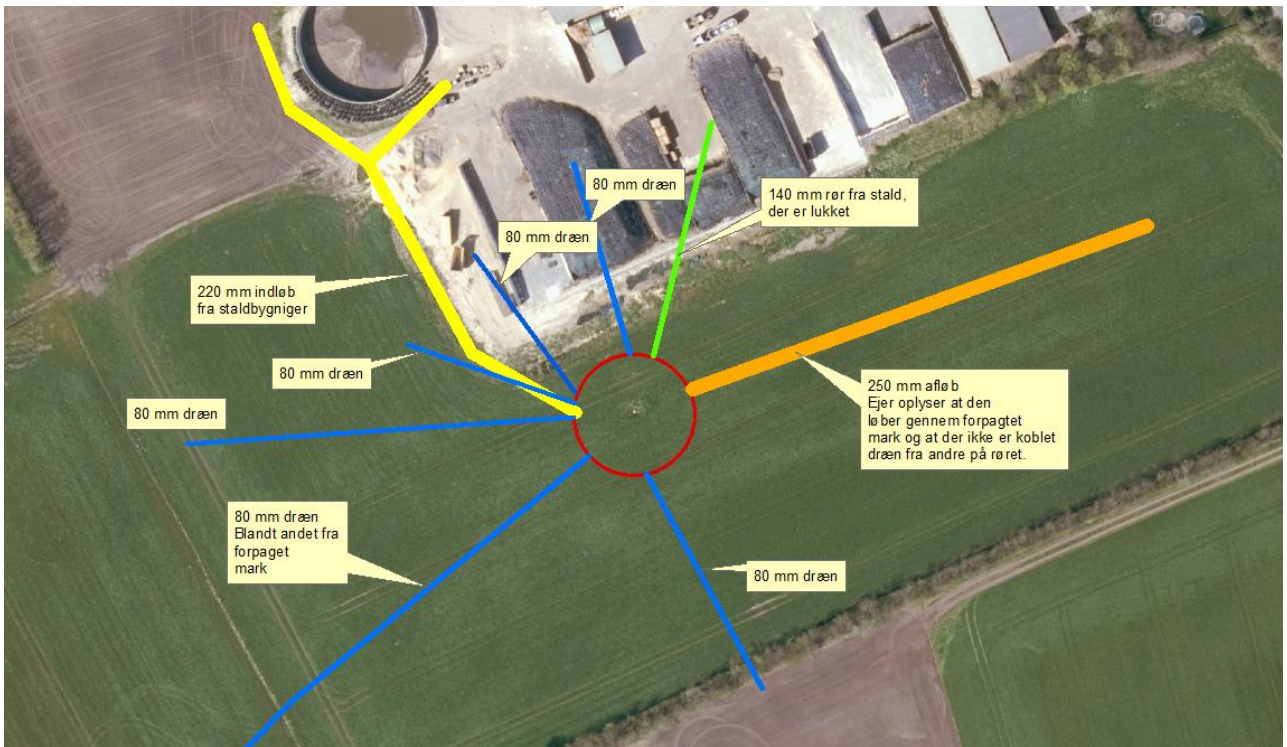 80 mm dræn
140 mm rør fra stald,
der er lukket
80 mm dræn
220 mm indløb
fra staldbygniger
80 mm dræn
250 mm afløb
Ejer oplyser at den
løber gennem forpagtet
mark og at der ikke er koblet
dræn fra andre på røret.
80 mm dræn
80 mm dræn
Blandt andet fra
forpaget
mark
80 mm dræn